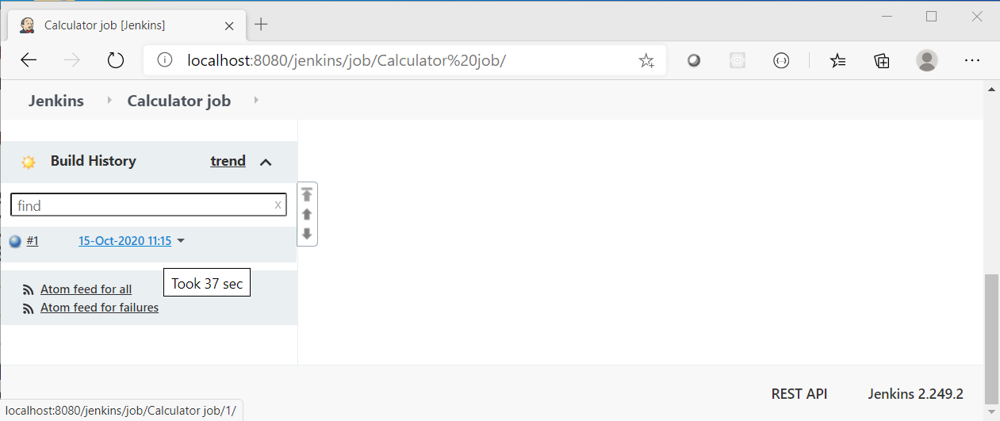 Calculator job [Jenkins]
localhost:8080/jenkins/job/Calculator%20job/
Jenkins Calculator job
Build History trend
find x
#1 15-Oct-2020 11:15
Took 37 sec
Atom feed for all
Atom feed for failures
REST API Jenkins 2.249.2
localhost:8080/jenkins/job/Calculator job/1/